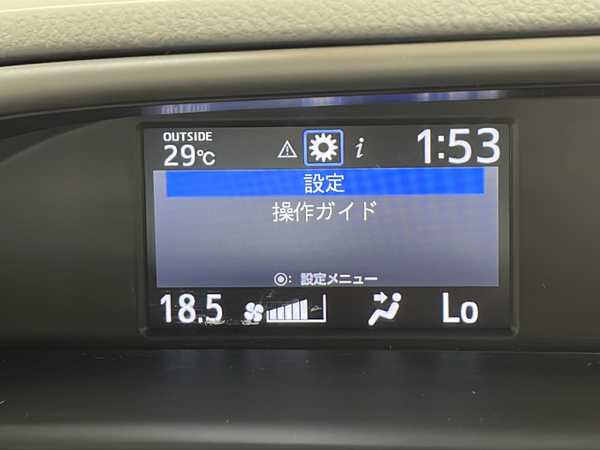 OUTSIDE
29℃
i
1:53
設定
操作ガイド
◉: 設定メニュー
18.5
Lo